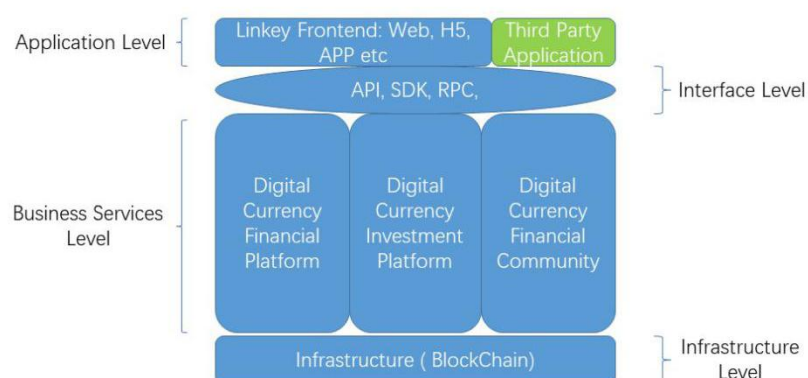 Application Level
Linkey Frontend: Web, H5,
APP etc
Third Party
Application
API, SDK, RPC,
Interface Level
Business Services
Level
Digital
Currency
Financial
Platform
Digital
Currency
Investment
Platform
Digital
Currency
Financial
Community
Infrastructure ( BlockChain)
Infrastructure
Level